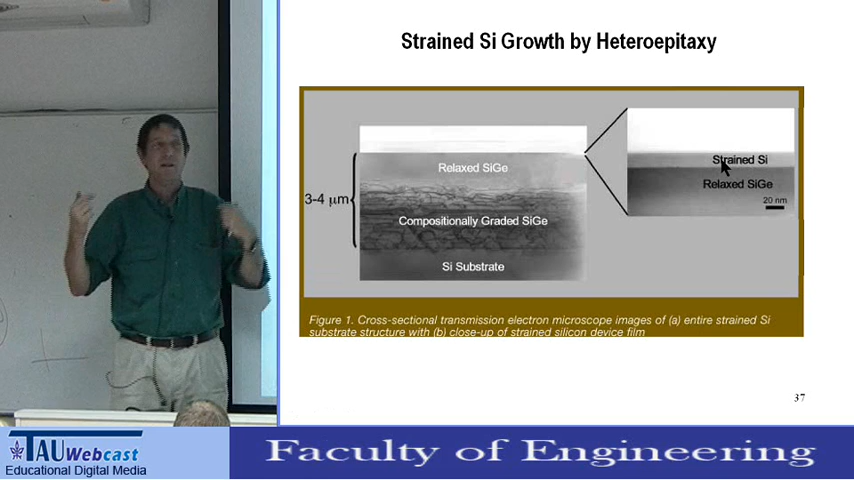 Strained Si Growth by Heteroepitaxy
Relaxed SiGe
3-4 μm
Compositionally Graded SiGe
Si Substrate
Strained Si
Relaxed SiGe
20 nm
Figure 1. Cross-sectional transmission electron microscope images of (a) entire strained Si
substrate structure with (b) close-up of strained silicon device film
37
TAU Webcast
Educational Digital Media
Faculty of Engineering